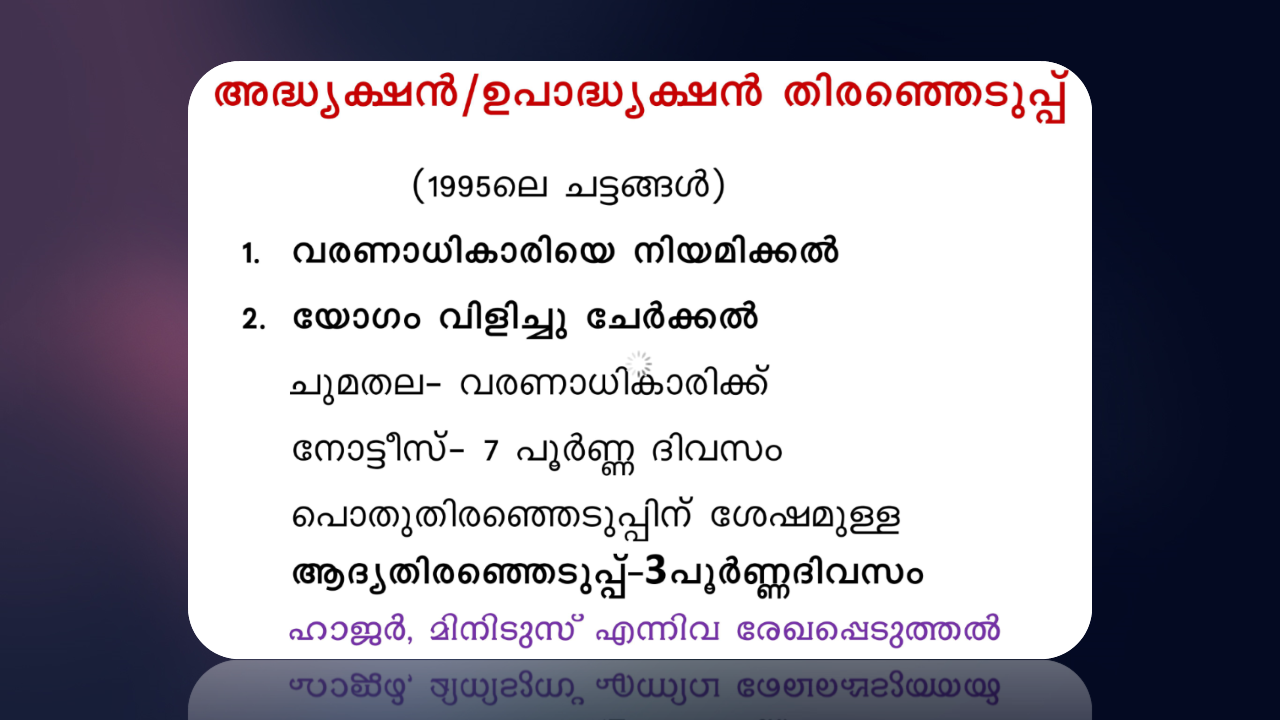 അദ്ധ്യക്ഷൻ/ഉപാദ്ധ്യക്ഷൻ തിരഞ്ഞെടുപ്പ്
(1995ലെ ചട്ടങ്ങൾ)
1. വരണാധികാരിയെ നിയമിക്കൽ
2. യോഗം വിളിച്ചു ചേർക്കൽ
ചുമതല- വരണാധികാരിക്ക്
നോട്ടീസ്- 7 പൂർണ്ണ ദിവസം
പൊതുതിരഞ്ഞെടുപ്പിന് ശേഷമുള്ള
ആദ്യതിരഞ്ഞെടുപ്പ്-3പൂർണ്ണദിവസം
ഹാജർ, മിനിടുസ് എന്നിവ രേഖപ്പെടുത്തൽ